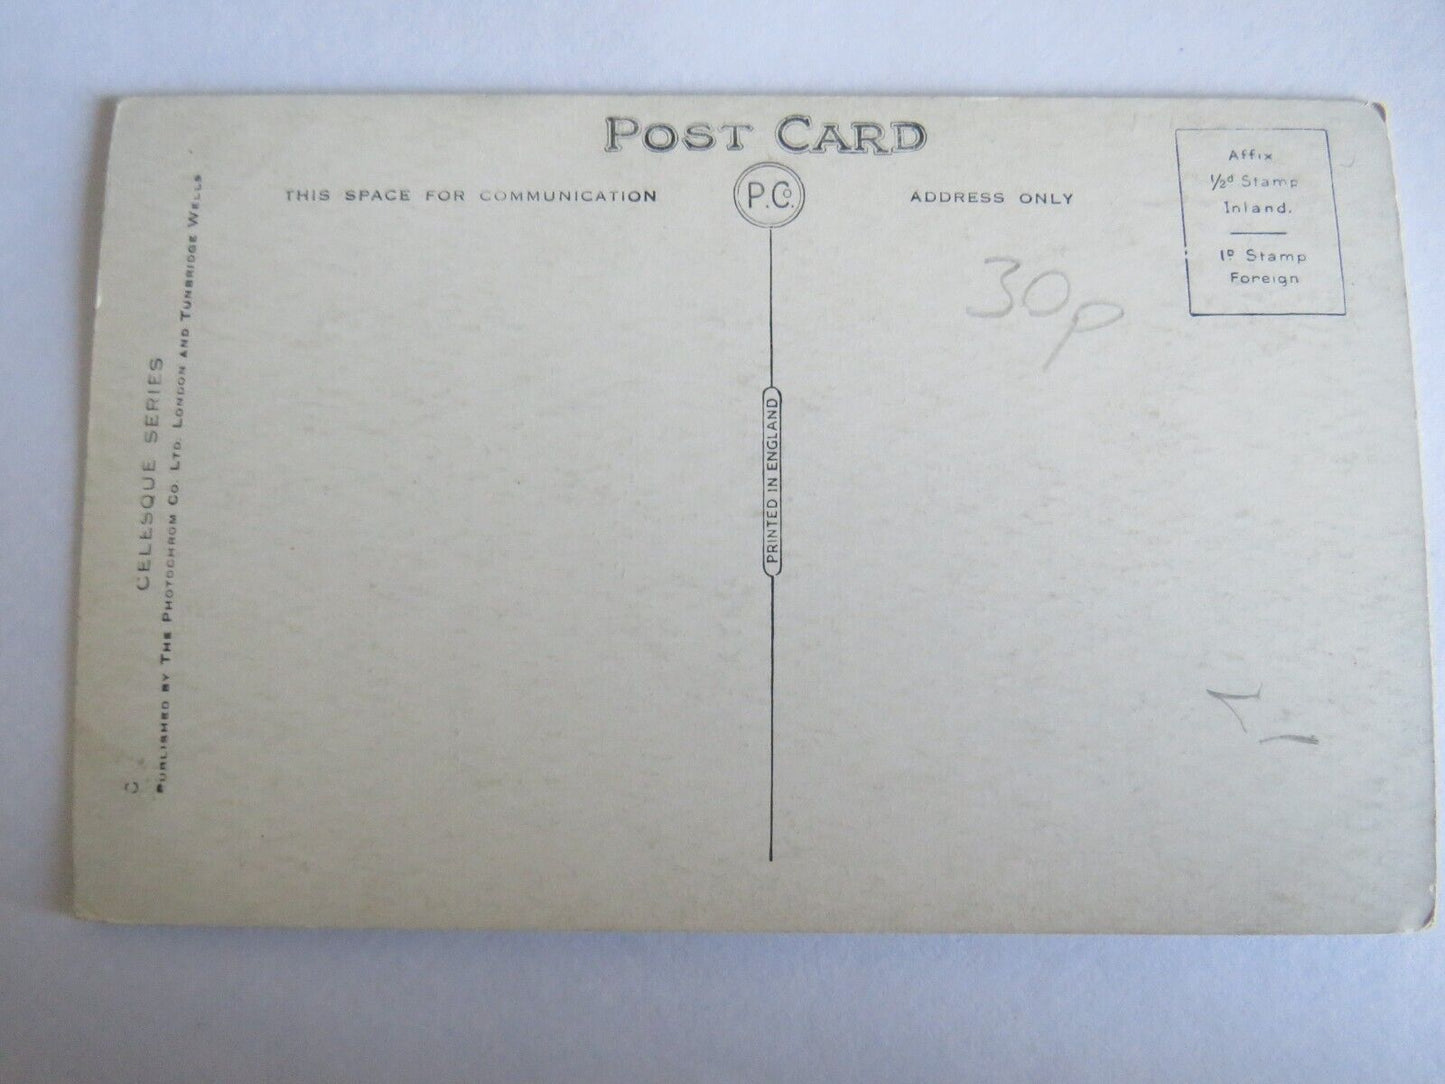 POST CARD
THIS SPACE FOR COMMUNICATION
P.Co.
ADDRESS ONLY
Affix
½d Stamp
Inland.
1D Stamp
Foreign
30p
PRINTED IN ENGLAND
CELESQUE SERIES
PUBLISHED BY THE PHOTOCHROM CO. LTD. LONDON AND TUNBRIDGE WELLS